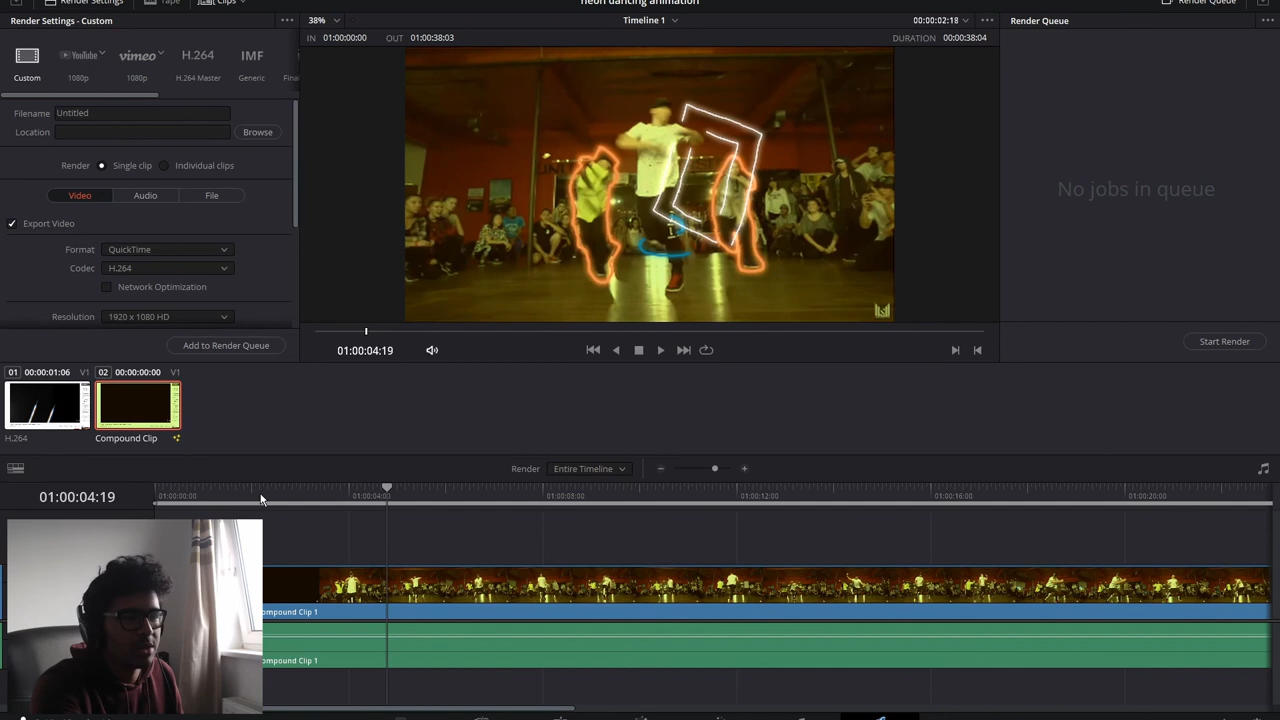 Render Settings
Tape
Clips
neon dancing animation
Render Queue
Render Settings - Custom
38%
Timeline 1
00:00:02:18
Render Queue
IN 01:00:00:00 OUT 01:00:38:03
DURATION 00:00:38:04
YouTube
vimeo
H.264
IMF
Custom
1080p
1080p
H.264 Master
Generic
Fina
Filename Untitled
Location Browse
Render Single clip Individual clips
Video Audio File
Export Video
Format QuickTime
Codec H.264
Network Optimization
Resolution 1920 x 1080 HD
Add to Render Queue
No jobs in queue
01:00:04:19
Start Render
01 00:00:01:06 V1
02 00:00:00:00 V1
H.264
Compound Clip
Render Entire Timeline
01:00:04:19
01:00:00:00
01:00:04:00
01:00:08:00
01:00:12:00
01:00:16:00
01:00:20:00
ompound Clip 1
ompound Clip 1